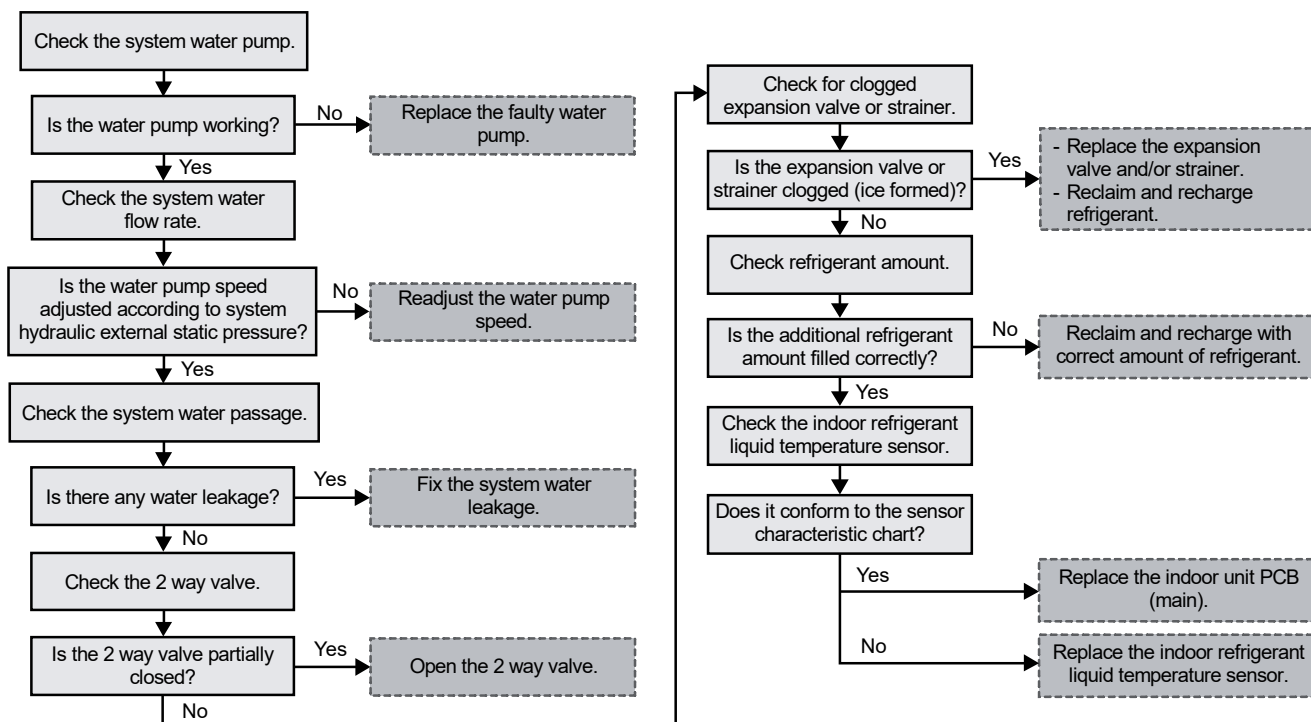 Check the system water pump.
Is the water pump working?
No
Replace the faulty water
pump.
Yes
Check the system water
flow rate.
Is the water pump speed
adjusted according to system
hydraulic external static pressure?
No
Readjust the water pump
speed.
Yes
Check the system water passage.
Is there any water leakage?
Yes
Fix the system water
leakage.
No
Check the 2 way valve.
Is the 2 way valve partially
closed?
Yes
Open the 2 way valve.
No
Check for clogged
expansion valve or strainer.
Is the expansion valve or
strainer clogged (ice formed)?
Yes
- Replace the expansion
valve and/or strainer.
- Reclaim and recharge
refrigerant.
No
Check refrigerant amount.
Is the additional refrigerant
amount filled correctly?
No
Reclaim and recharge with
correct amount of refrigerant.
Yes
Check the indoor refrigerant
liquid temperature sensor.
Does it conform to the sensor
characteristic chart?
Yes
Replace the indoor unit PCB
(main).
No
Replace the indoor refrigerant
liquid temperature sensor.